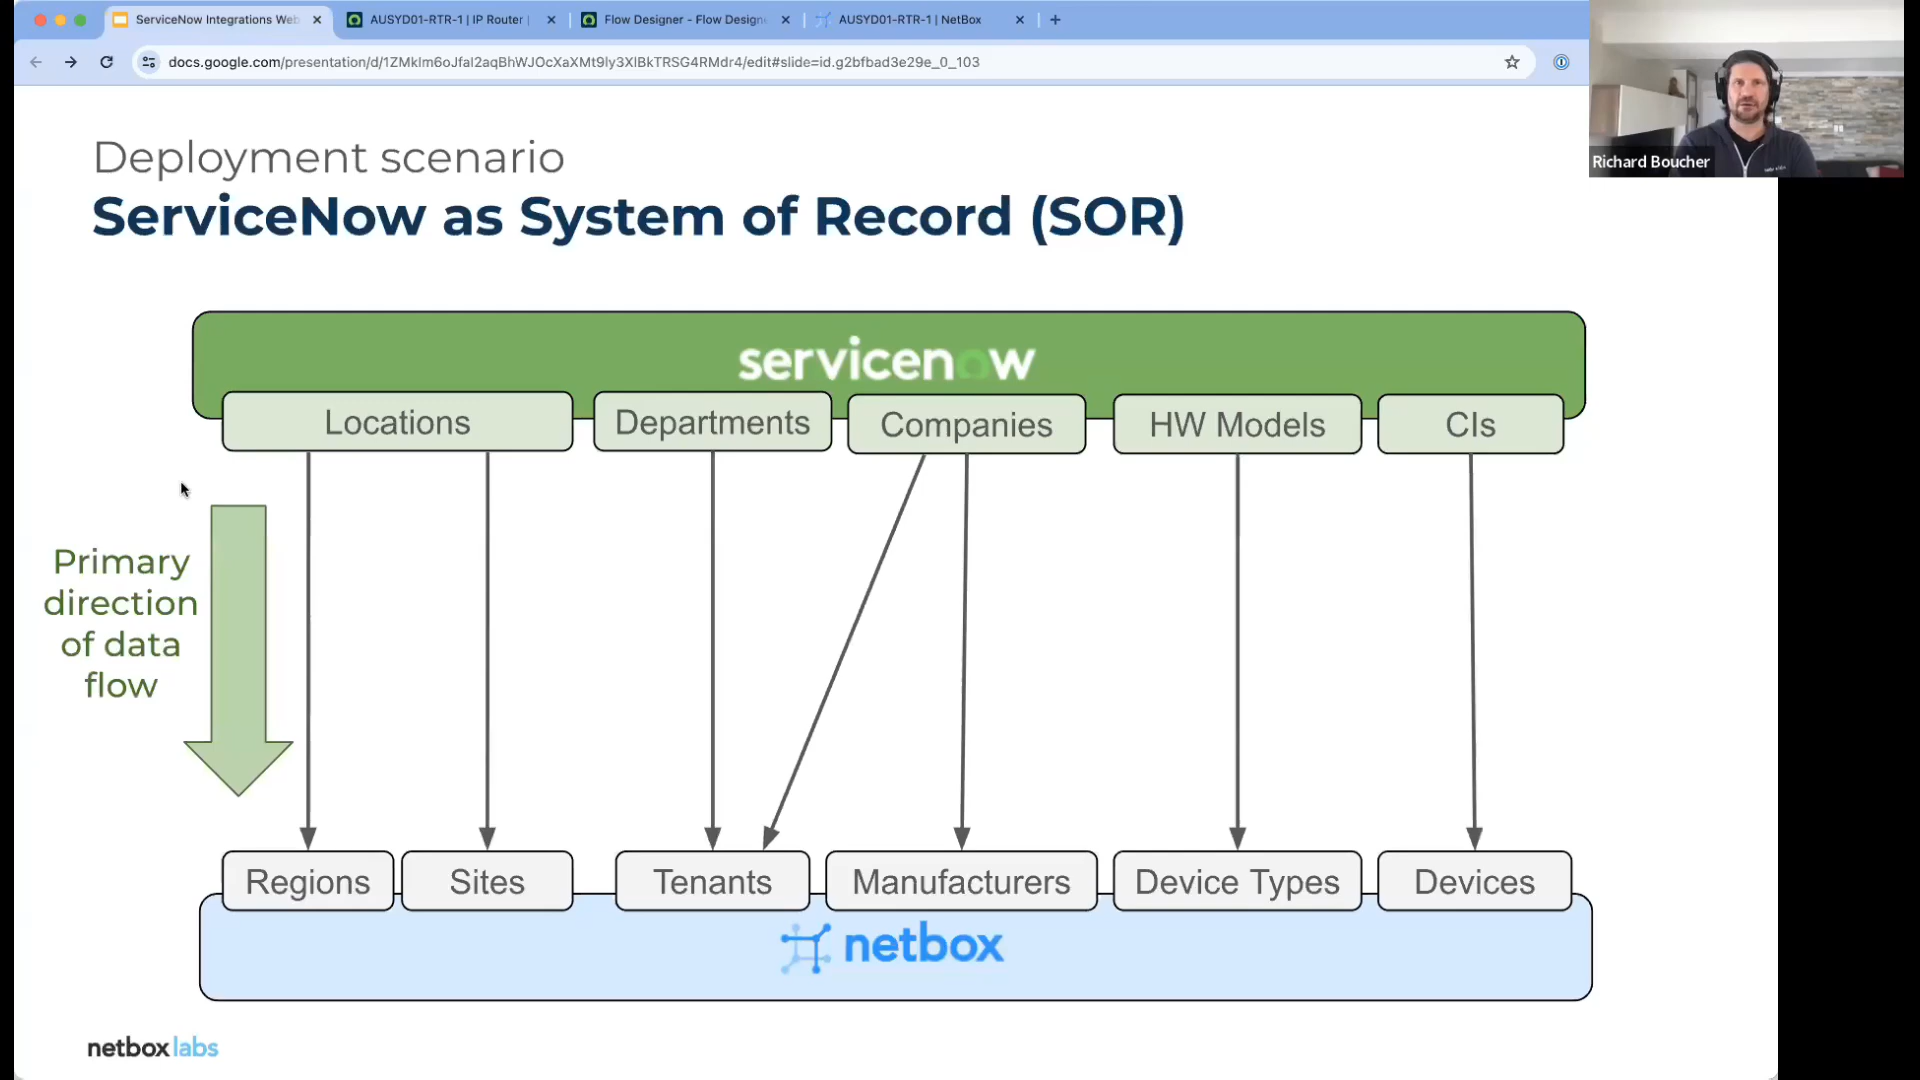 ServiceNow Integrations Web
AUSYD01-RTR-1 | IP Router
Flow Designer - Flow Design
AUSYD01-RTR-1 | NetBox
docs.google.com/presentation/d/1ZMklm6oJfaI2aqBhWJOcXaXMt9ly3XlBkTRSG4RMdr4/edit#slide=id.g2bfbad3e29e_0_103
Richard Boucher
Deployment scenario
ServiceNow as System of Record (SOR)
servicenow
Locations
Departments
Companies
HW Models
CIs
Primary
direction
of data
flow
Regions
Sites
Tenants
Manufacturers
Device Types
Devices
netbox
netbox labs